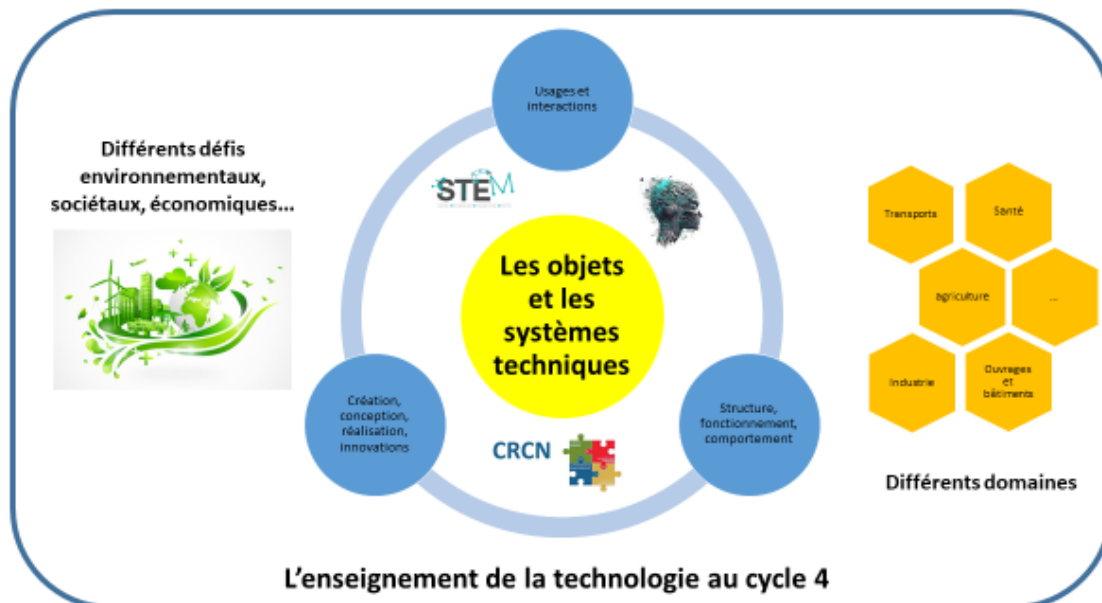 Usages et
interactions
Différents défis
environnementaux,
sociétaux, économiques...
STEM
Les objets
et les
systèmes
techniques
Création,
conception,
réalisation,
innovations
Structure,
fonctionnement,
comportement
CRCN
Transports
Santé
agriculture
...
Industrie
Ouvrages
et
bâtiments
Différents domaines
L'enseignement de la technologie au cycle 4